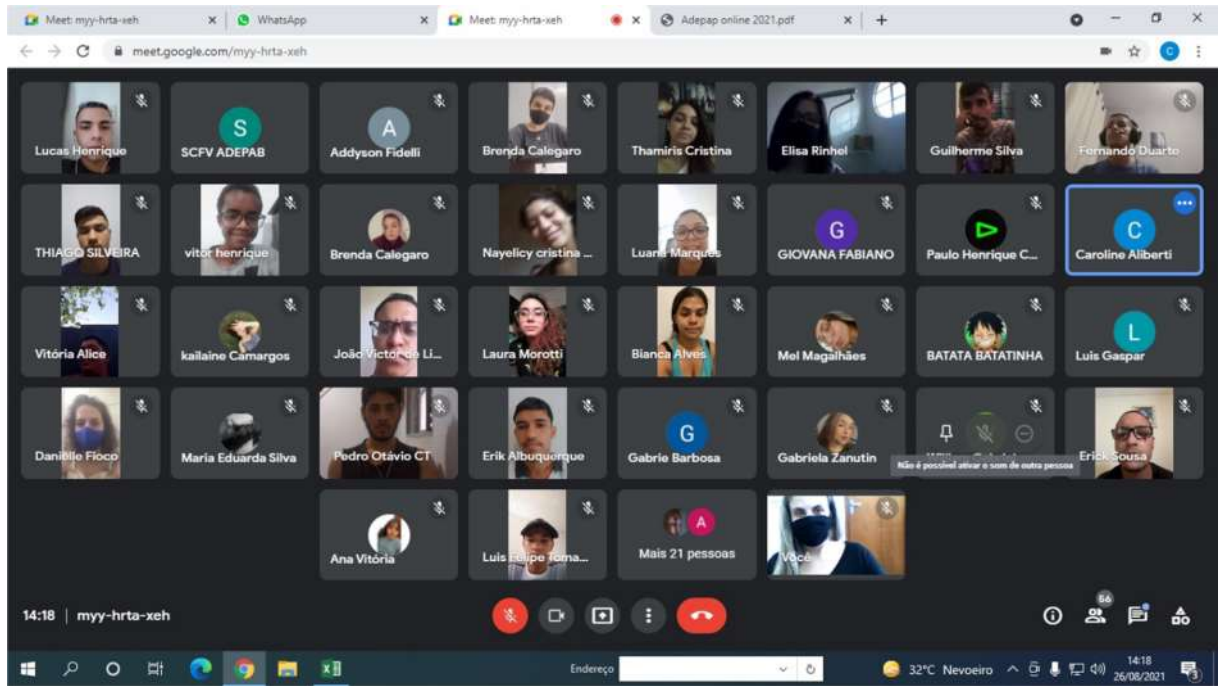 Meet: myy-hrta-xeh
WhatsApp
Meet: myy-hrta-xeh
Adepap online 2021.pdf
meet.google.com/myy-hrta-xeh
C
Lucas Henrique
S
SCFV ADEPAB
A
Addyson Fidelli
Brenda Calegaro
Thamiris Cristina
Elisa Rinhel
Guilherme Silva
Fernando Duarte
THIAGO SILVEIRA
vitor henrique
Brenda Calegaro
Nayelicy cristina ...
Luana Marques
G
GIOVANA FABIANO
Paulo Henrique C...
C
Caroline Aliberti
Vitória Alice
kailaine Camargos
João Victor de Li...
Laura Morotti
Bianca Alves
Mel Magalhães
BATATA BATATINHA
L
Luis Gaspar
Danielle Fioco
Maria Eduarda Silva
Pedro Otávio CT
Erik Albuquerque
G
Gabrie Barbosa
Gabriela Zanutin
Não é possível ativar o som de outra pessoa
Erick Sousa
Ana Vitória
Luis Felipe Toma...
A
Mais 21 pessoas
Você
14:18 | myy-hrta-xeh
56
Endereço
32°C Nevoeiro
14:18
26/08/2021
3